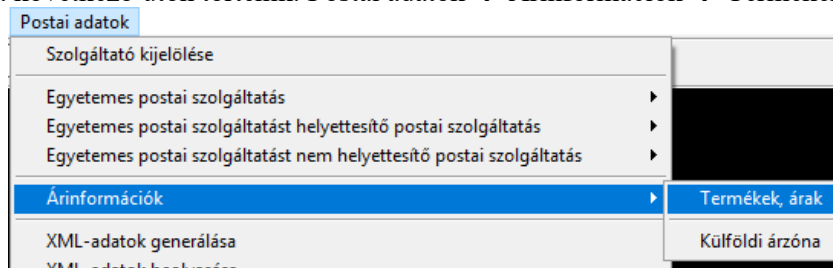 Postai adatok
Szolgáltató kijelölése
Egyetemes postai szolgáltatás
Egyetemes postai szolgáltatást helyettesítő postai szolgáltatás
Egyetemes postai szolgáltatást nem helyettesítő postai szolgáltatás
Árinformációk
Termékek, árak
XML-adatok generálása
Külföldi árzóna